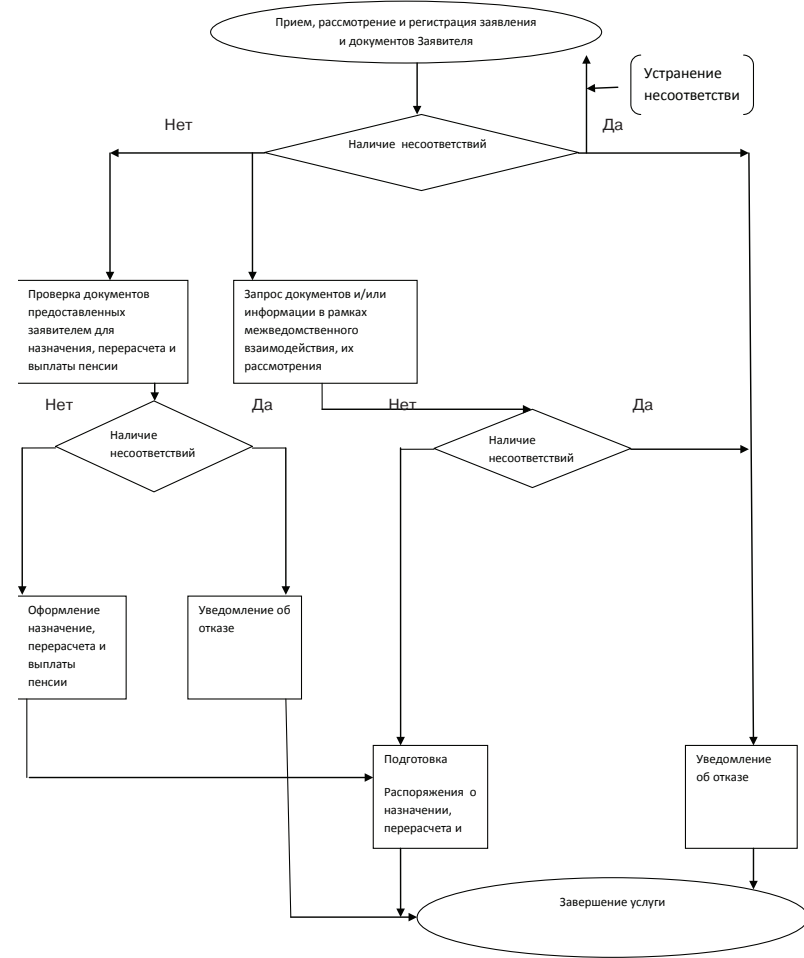 Прием, рассмотрение и регистрация заявления
и документов Заявителя
Устранение
несоответстви
Нет
Да
Наличие несоответствий
Проверка документов
предоставленных
заявителем для
назначения, перерасчета и
выплаты пенсии
Запрос документов и/или
информации в рамках
межведомственного
взаимодействия, их
рассмотрения
Нет
Да
Нет
Да
Наличие
несоответствий
Наличие
несоответствий
Оформление
назначение,
перерасчета и
выплаты
пенсии
Уведомление об
отказе
Подготовка
Распоряжения о
назначении,
перерасчета и
Уведомление
об отказе
Завершение услуги